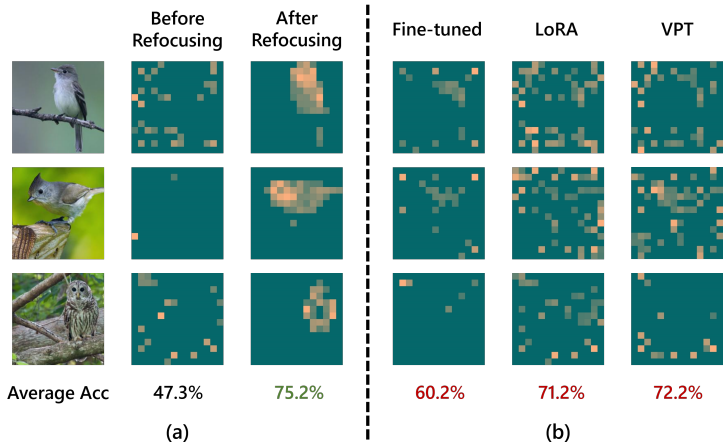 Before
Refocusing
After
Refocusing
Fine-tuned
LoRA
VPT
Average Acc
47.3%
75.2%
60.2%
71.2%
72.2%
(a)
(b)